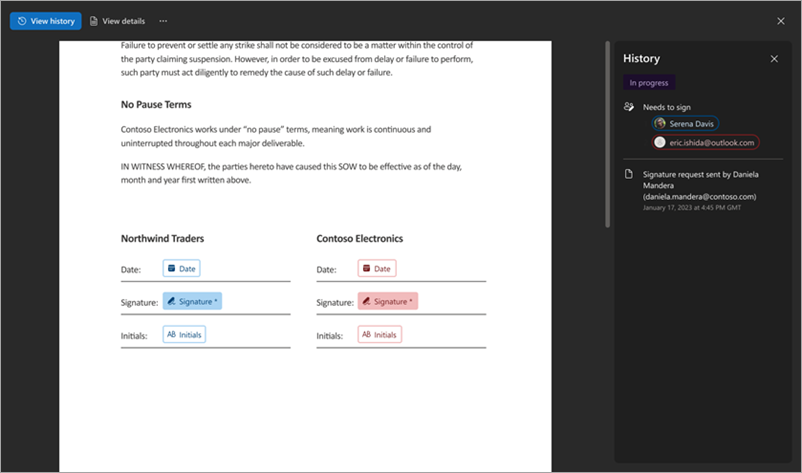 View history
View details
...
Failure to prevent or settle any strike shall not be considered to be a matter within the control of
the party claiming suspension. However, in order to be excused from delay or failure to perform,
such party must act diligently to remedy the cause of such delay or failure.
No Pause Terms
Contoso Electronics works under “no pause” terms, meaning work is continuous and
uninterrupted throughout each major deliverable.
IN WITNESS WHEREOF, the parties hereto have caused this SOW to be effective as of the day,
month and year first written above.
Northwind Traders
Date:
Date
Signature:
Signature *
Initials:
AB Initials
Contoso Electronics
Date:
Date
Signature:
Signature *
Initials:
AB Initials
History
In progress
Needs to sign
Serena Davis
eric.ishida@outlook.com
Signature request sent by Daniela
Mandera
(daniela.mandera@contoso.com)
January 17, 2023 at 4:45 PM GMT